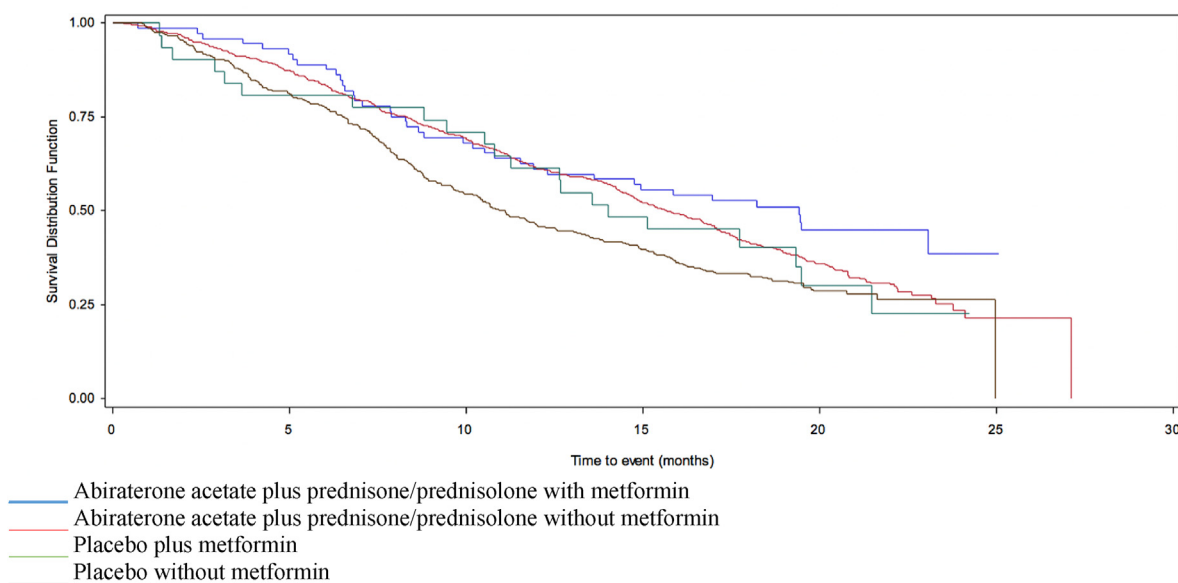 1.00
0.75
0.50
0.25
0.00
Survival Distribution Function
0 5 10 15 20 25 30
Time to event (months)
Abiraterone acetate plus prednisone/prednisolone with metformin
Abiraterone acetate plus prednisone/prednisolone without metformin
Placebo plus metformin
Placebo without metformin